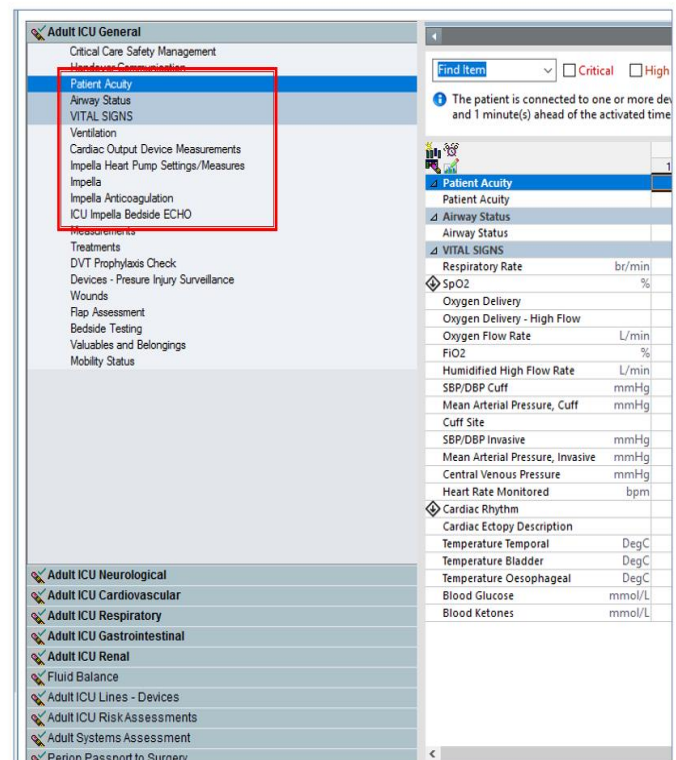 Adult ICU General
Critical Care Safety Management
Handover Communication
Patient Acuity
Airway Status
VITAL SIGNS
Ventilation
Cardiac Output Device Measurements
Impella Heart Pump Settings/Measures
Impella
Impella Anticoagulation
ICU Impella Bedside ECHO
Measurements
Treatments
DVT Prophylaxis Check
Devices - Presure Injury Surveillance
Wounds
Flap Assessment
Bedside Testing
Valuables and Belongings
Mobility Status
Adult ICU Neurological
Adult ICU Cardiovascular
Adult ICU Respiratory
Adult ICU Gastrointestinal
Adult ICU Renal
Fluid Balance
Adult ICU Lines - Devices
Adult ICU Risk Assessments
Adult Systems Assessment
Periop Passport to Surgery
Find Item Critical High
The patient is connected to one or more dev
and 1 minute(s) ahead of the activated time
1
Patient Acuity
Patient Acuity
Airway Status
Airway Status
VITAL SIGNS
Respiratory Rate br/min
SpO2 %
Oxygen Delivery
Oxygen Delivery - High Flow
Oxygen Flow Rate L/min
FiO2 %
Humidified High Flow Rate L/min
SBP/DBP Cuff mmHg
Mean Arterial Pressure, Cuff mmHg
Cuff Site
SBP/DBP Invasive mmHg
Mean Arterial Pressure, Invasive mmHg
Central Venous Pressure mmHg
Heart Rate Monitored bpm
Cardiac Rhythm
Cardiac Ectopy Description
Temperature Temporal DegC
Temperature Bladder DegC
Temperature Oesophageal DegC
Blood Glucose mmol/L
Blood Ketones mmol/L